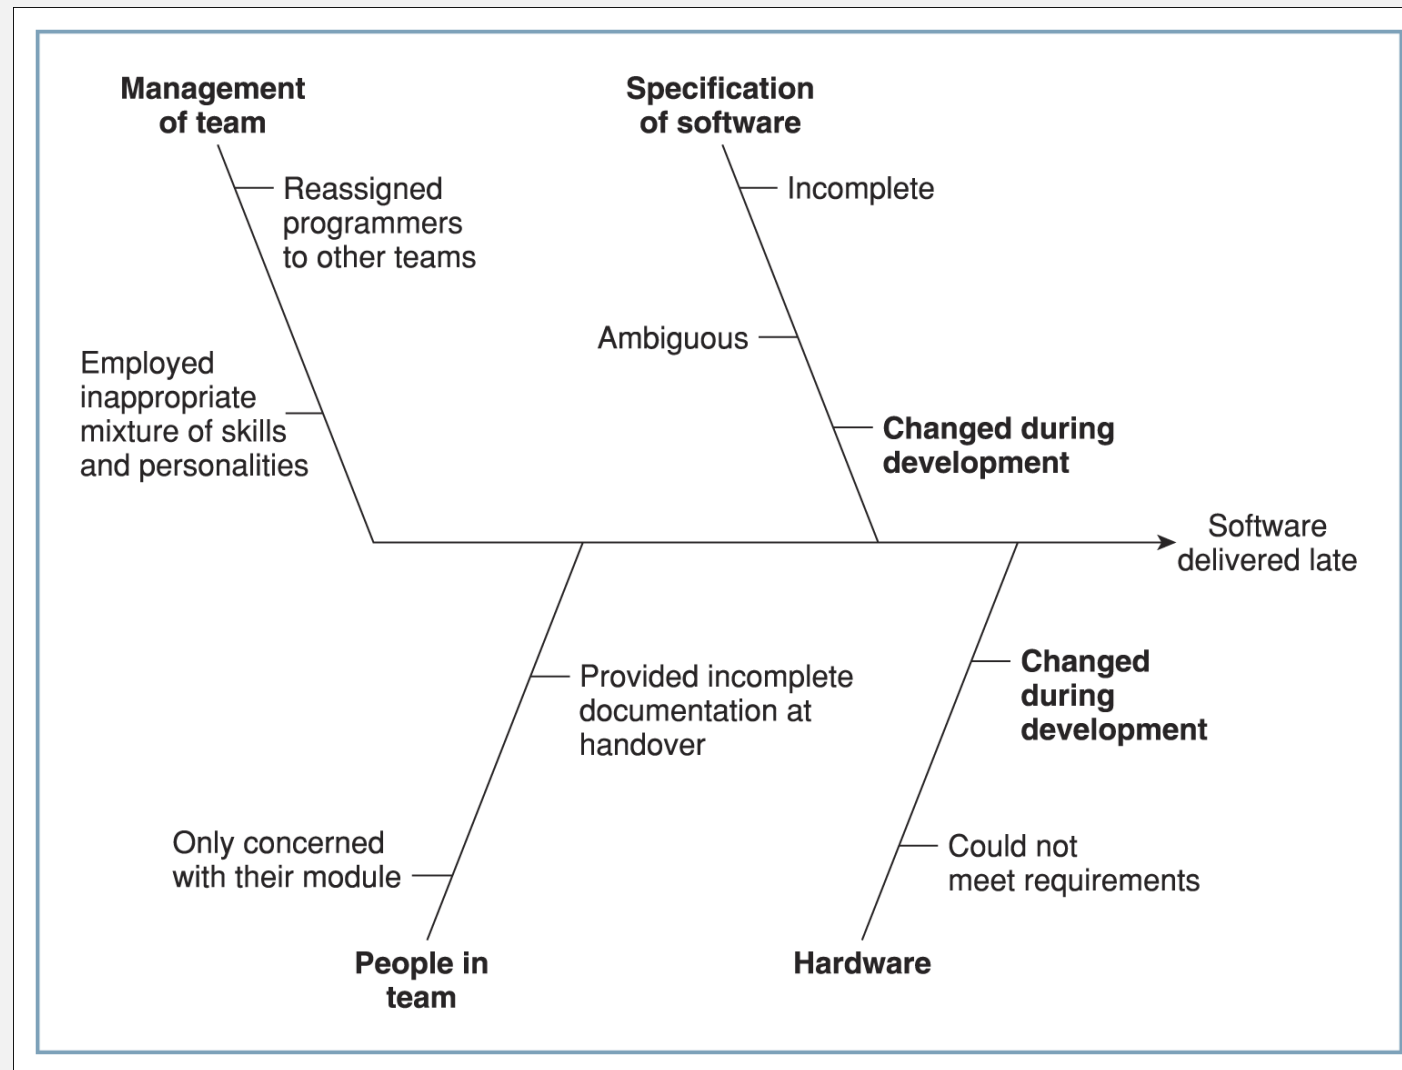 Management
of team
Specification
of software
Reassigned
programmers
to other teams
Incomplete
Ambiguous
Employed
inappropriate
mixture of skills
and personalities
Changed during
development
Software
delivered late
Provided incomplete
documentation at
handover
Changed
during
development
Only concerned
with their module
Could not
meet requirements
People in
team
Hardware